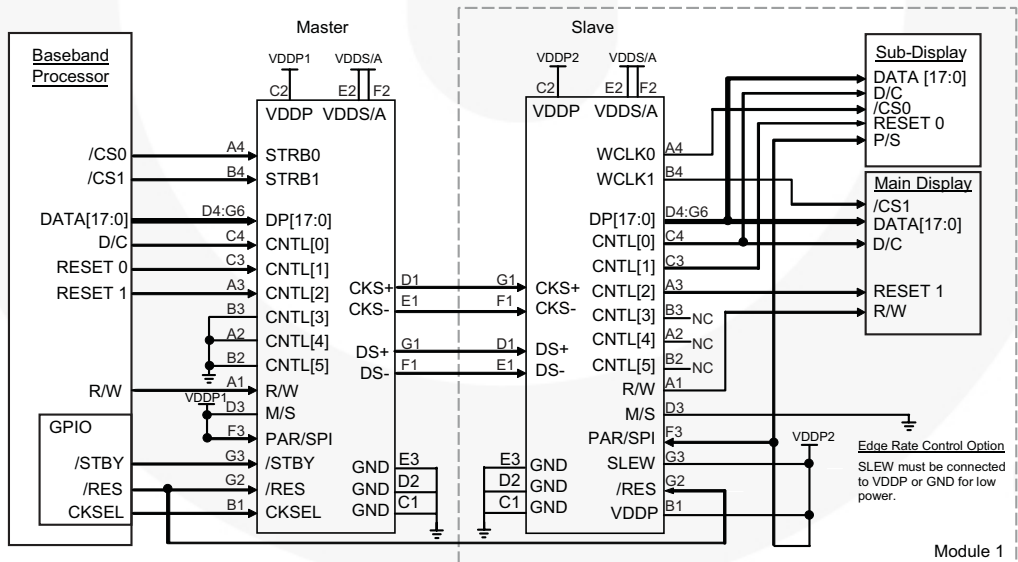 Master
Slave
Baseband
Processor
/CS0
/CS1
DATA[17:0]
D/C
RESET 0
RESET 1
R/W
GPIO
/STBY
/RES
CKSEL
VDDP1
VDDS/A
C2
E2
F2
VDDP
VDDS/A
A4
STRB0
B4
STRB1
D4:G6
DP[17:0]
C4
CNTL[0]
C3
CNTL[1]
A3
CNTL[2]
B3
CNTL[3]
A2
CNTL[4]
B2
CNTL[5]
A1
R/W
VDDP1
D3
M/S
F3
PAR/SPI
G3
/STBY
G2
/RES
B1
CKSEL
CKS+
D1
CKS-
E1
DS+
G1
DS-
F1
GND
E3
GND
D2
GND
C1
VDDP2
VDDS/A
C2
E2
F2
VDDP
VDDS/A
G1
CKS+
F1
CKS-
D1
DS+
E1
DS-
E3
GND
D2
GND
C1
GND
WCLK0
A4
WCLK1
B4
DP[17:0]
D4:G6
CNTL[0]
C4
CNTL[1]
C3
CNTL[2]
A3
CNTL[3]
B3
NC
CNTL[4]
A2
NC
CNTL[5]
B2
NC
R/W
A1
M/S
D3
PAR/SPI
F3
SLEW
G3
/RES
G2
VDDP
B1
VDDP2
Sub-Display
DATA [17:0]
D/C
/CS0
RESET 0
P/S
Main Display
/CS1
DATA[17:0]
D/C
RESET 1
R/W
Edge Rate Control Option
SLEW must be connected
to VDDP or GND for low
power.
Module 1